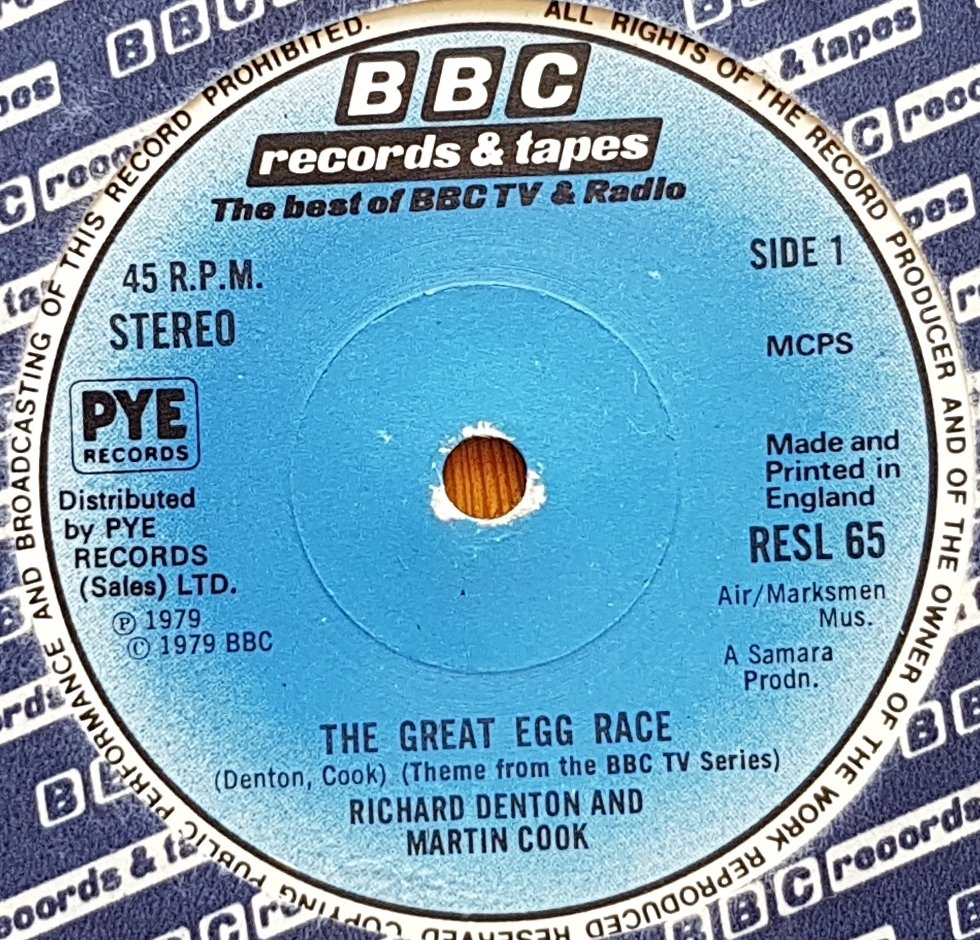 BBC
records & tapes
The best of BBC TV & Radio
45 R.P.M.
STEREO
PYE
RECORDS
Distributed
by PYE
RECORDS
(Sales) LTD.
℗ 1979
© 1979 BBC
SIDE 1
MCPS
Made and
Printed in
England
RESL 65
Air/Marksmen
Mus.
A Samara
Prodn.
THE GREAT EGG RACE
(Denton, Cook) (Theme from the BBC TV Series)
RICHARD DENTON AND
MARTIN COOK
ALL RIGHTS OF THE RECORD PRODUCER AND OF THE OWNER OF THE WORK REPRODUCED RESERVED COPYING PUBLIC PERFORMANCE AND BROADCASTING OF THIS RECORD PROHIBITED.